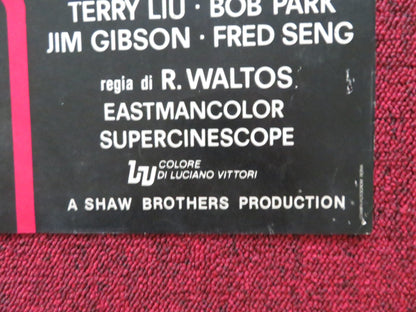 TERRY LIU · BOB PARK
JIM GIBSON · FRED SENG
regia di R. WALTOS
EASTMANCOLOR
SUPERCINESCOPE
LV COLORE
DI LUCIANO VITTORI
A SHAW BROTHERS PRODUCTION